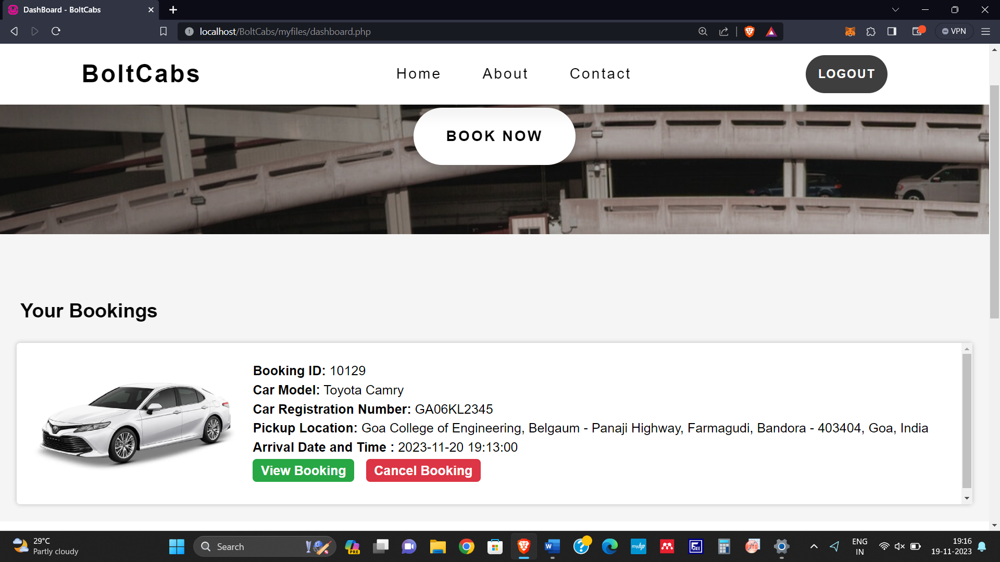 DashBoard - BoltCabs
localhost/BoltCabs/myfiles/dashboard.php
VPN
BoltCabs
Home
About
Contact
LOGOUT
BOOK NOW
Your Bookings
Booking ID: 10129
Car Model: Toyota Camry
Car Registration Number: GA06KL2345
Pickup Location: Goa College of Engineering, Belgaum - Panaji Highway, Farmagudi, Bandora - 403404, Goa, India
Arrival Date and Time : 2023-11-20 19:13:00
View Booking
Cancel Booking
29°C
Partly cloudy
Search
PRE
W
myhp
ENG
IN
19:16
19-11-2023